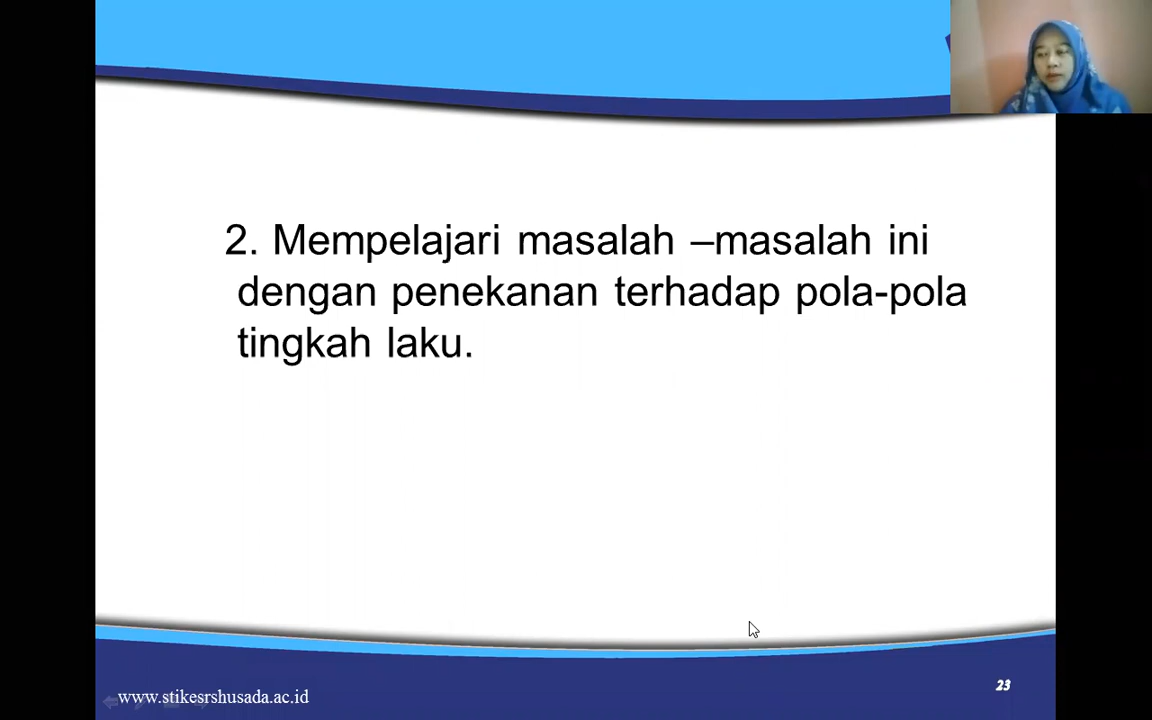 2. Mempelajari masalah –masalah ini
dengan penekanan terhadap pola-pola
tingkah laku.
www.stikesrshusada.ac.id
23